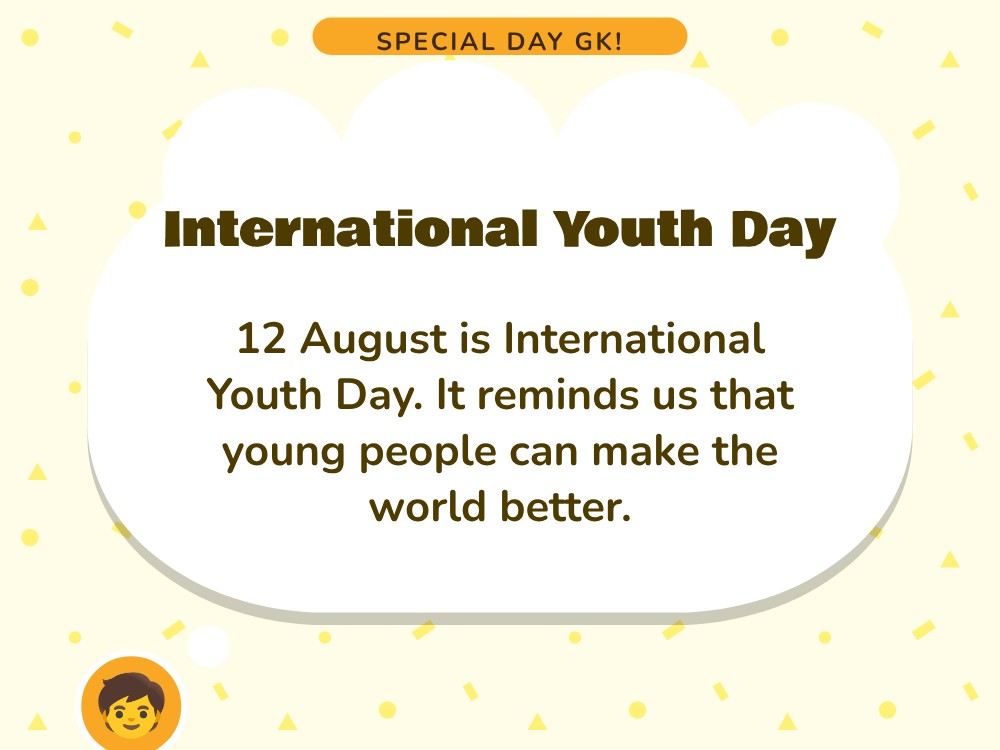 SPECIAL DAY GK!
International Youth Day
12 August is International
Youth Day. It reminds us that
young people can make the
world better.